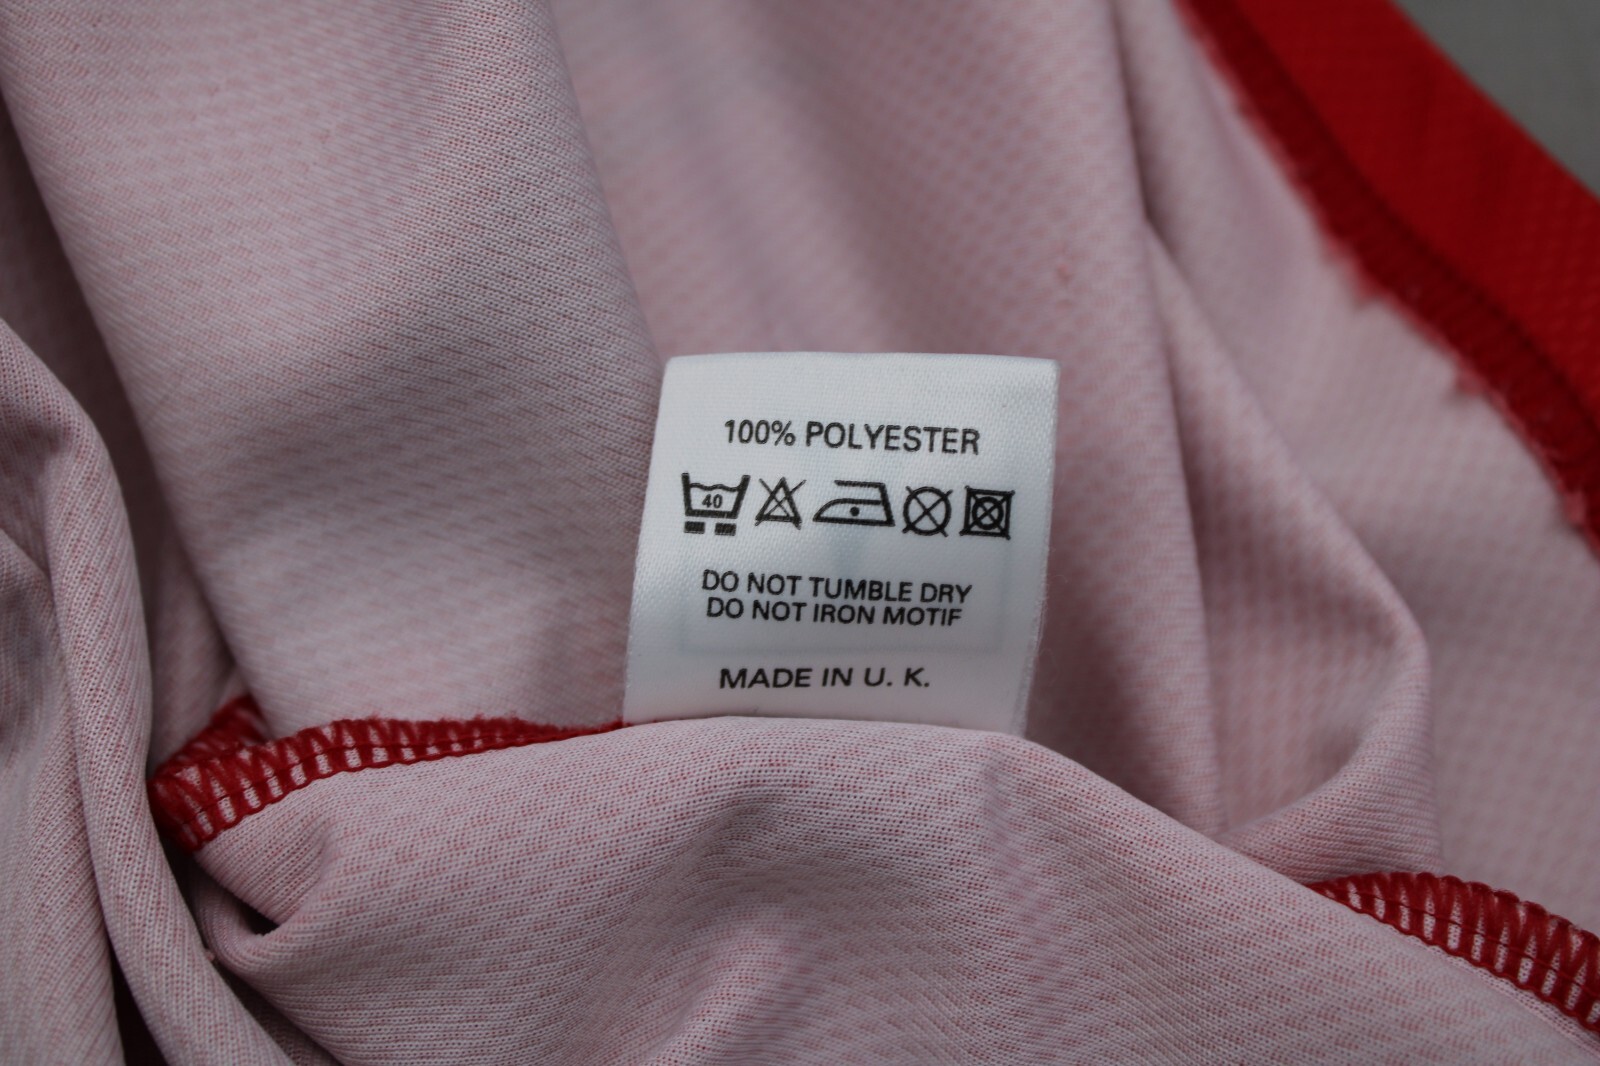 100% POLYESTER
40
DO NOT TUMBLE DRY
DO NOT IRON MOTIF
MADE IN U. K.